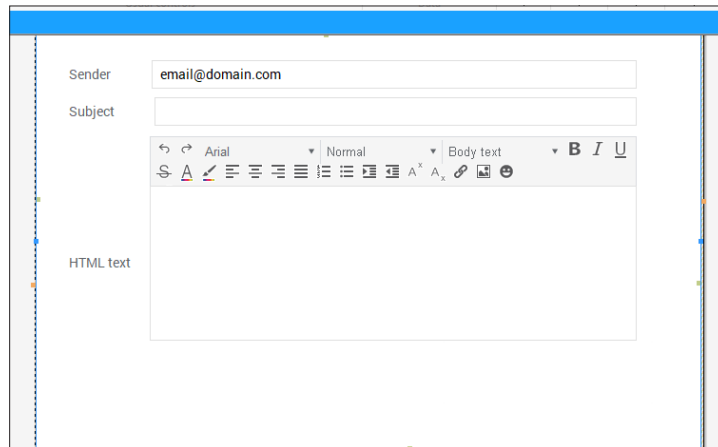 Sender
email@domain.com
Subject
Arial
Normal
Body text
B I U
S A A x A x
HTML text